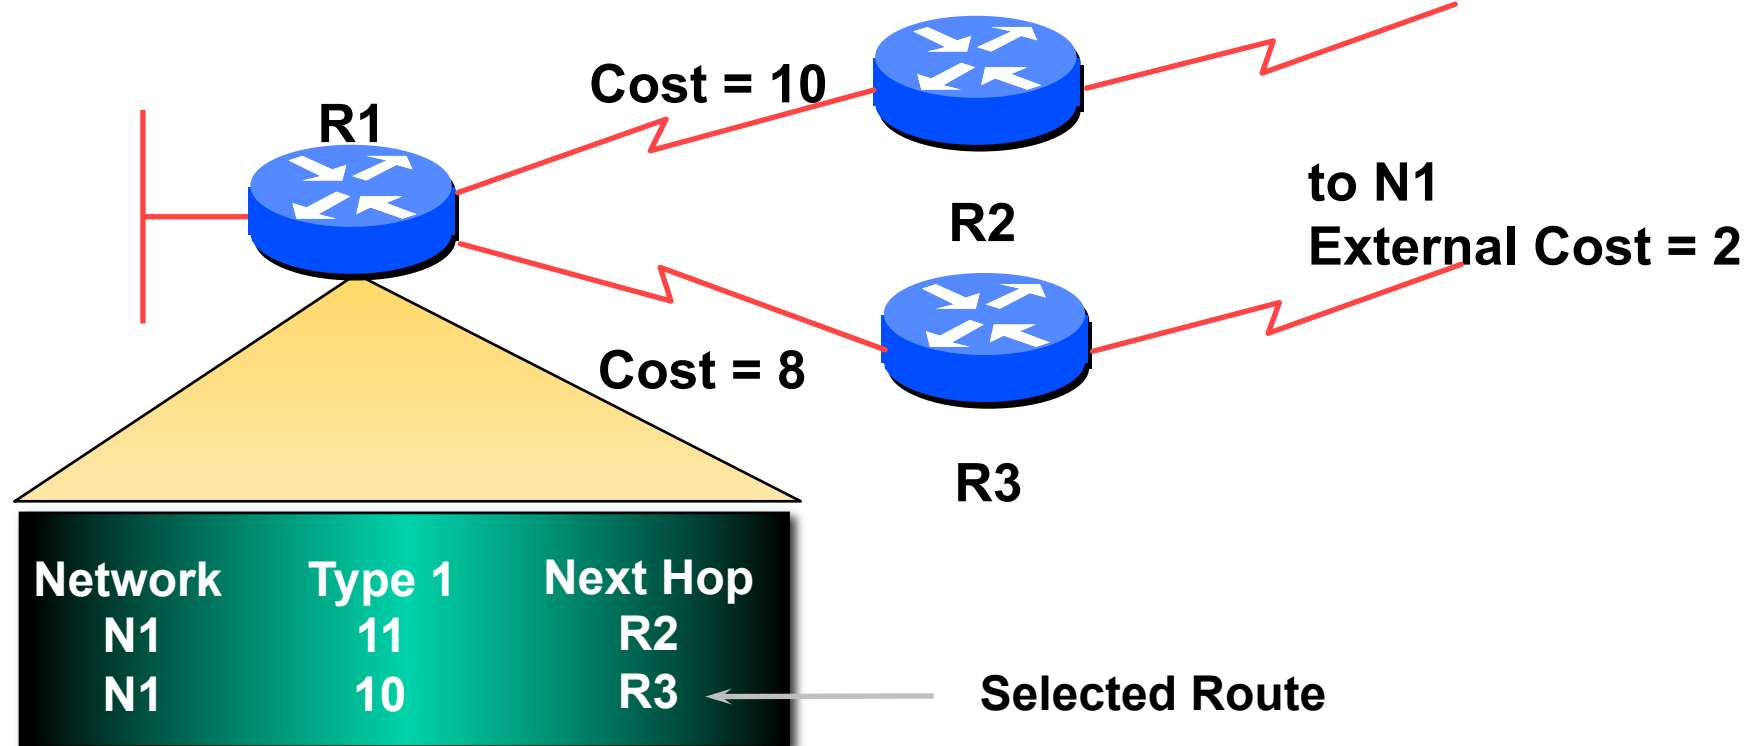 Cost = 10
R1
R2
to N1
External Cost = 2
Cost = 8
R3
Network Type 1 Next Hop
N1 11 R2
N1 10 R3
Selected Route